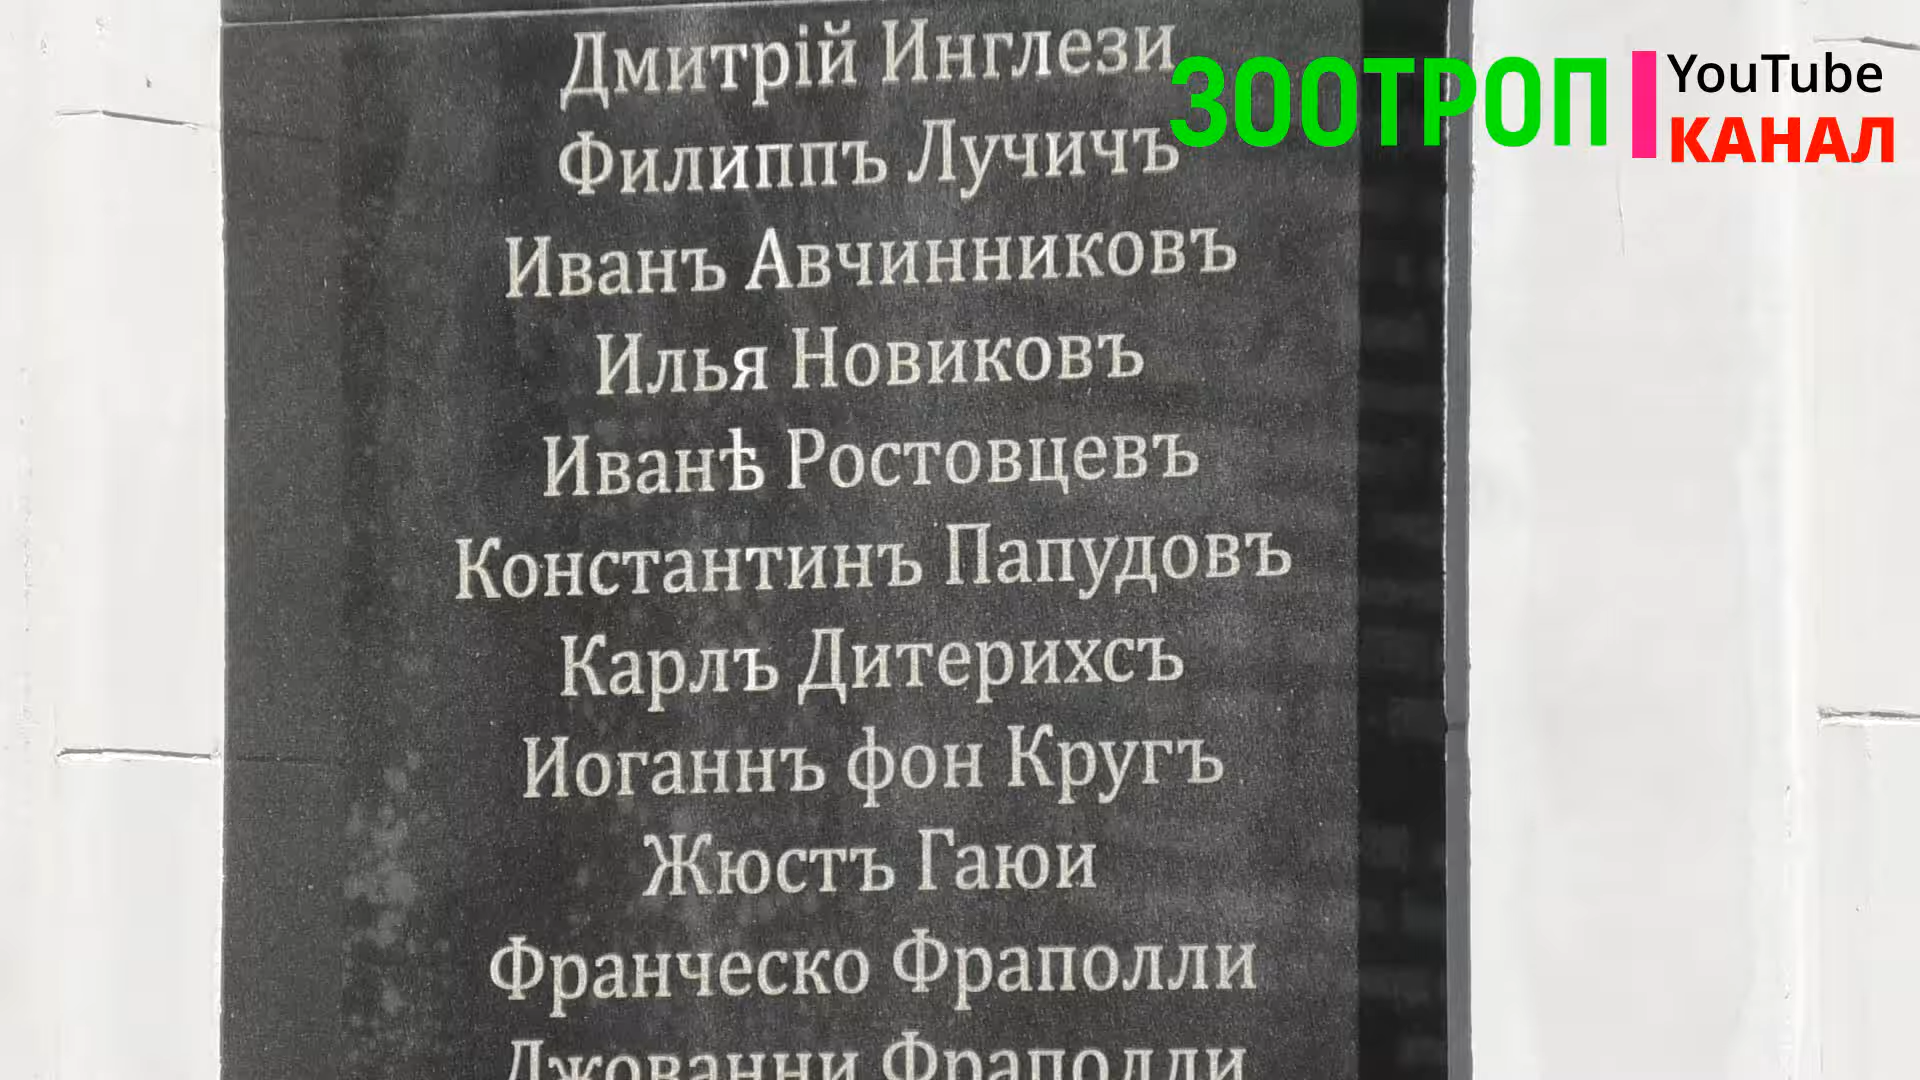 Дмитрій Инглези
Филиппъ Лучичъ
Иванъ Авчинниковъ
Илья Новиковъ
Иванѣ Ростовцевъ
Константинъ Папудовъ
Карлъ Дитерихсъ
Иоганнъ фон Кругъ
Жюстъ Гаюи
Франческо Фраполли
Джованни Фраполли
ЗООТРОП
YouTube
КАНАЛ